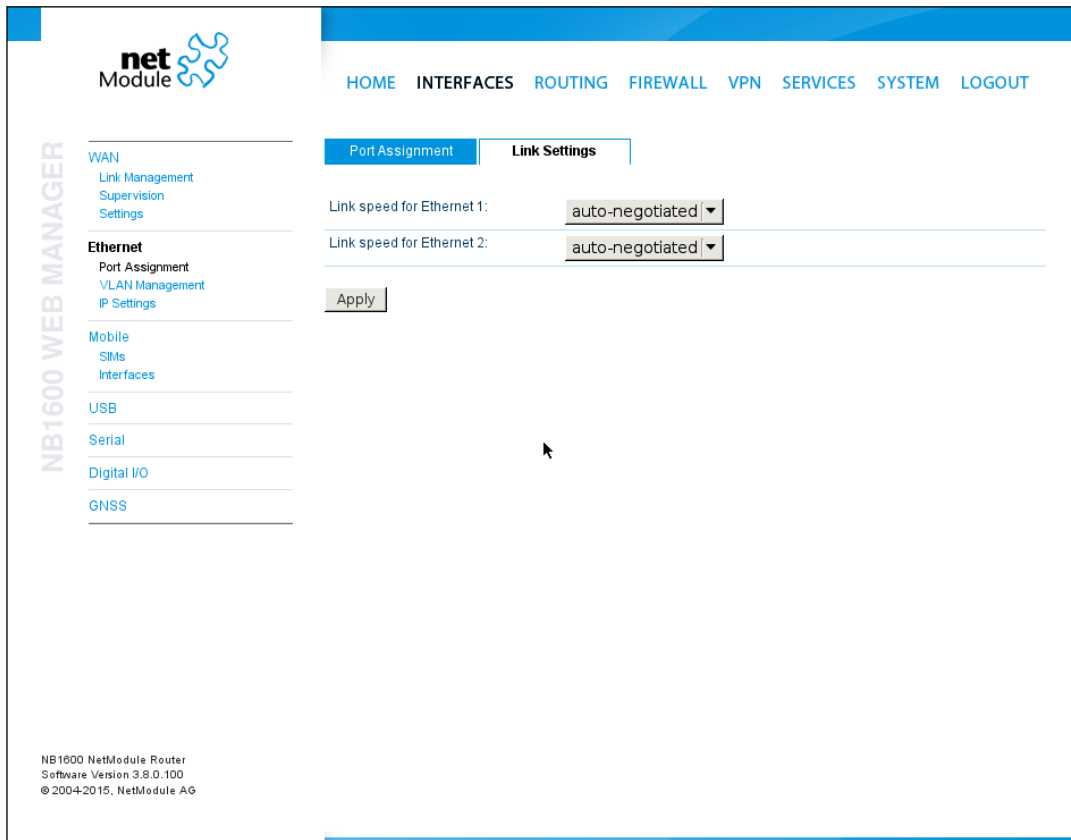 net
Module
HOME INTERFACES ROUTING FIREWALL VPN SERVICES SYSTEM LOGOUT
NB1600 WEB MANAGER
WAN
Link Management
Supervision
Settings
Ethernet
Port Assignment
VLAN Management
IP Settings
Mobile
SIMs
Interfaces
USB
Serial
Digital I/O
GNSS
Port Assignment Link Settings
Link speed for Ethernet 1: auto-negotiated
Link speed for Ethernet 2: auto-negotiated
Apply
NB1600 NetModule Router
Software Version 3.8.0.100
© 2004-2015, NetModule AG